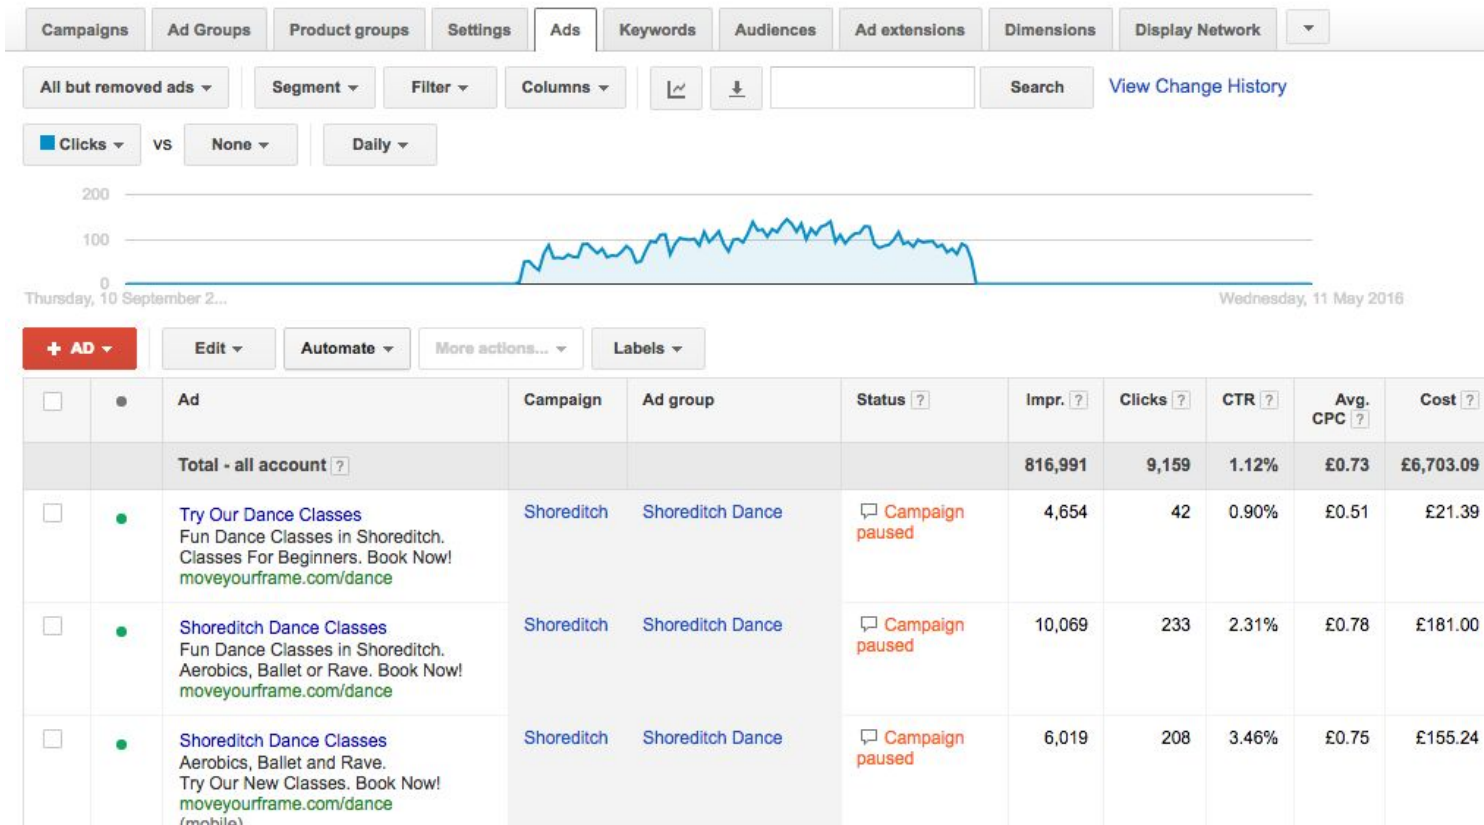 Campaigns Ad Groups Product groups Settings Ads Keywords Audiences Ad extensions Dimensions Display Network
All but removed ads Segment Filter Columns Search View Change History
Clicks vs None Daily
200
100
0
Thursday, 10 September 2... Wednesday, 11 May 2016
+ AD Edit Automate More actions... Labels
Ad Campaign Ad group Status ? Impr. ? Clicks ? CTR ? Avg. CPC ? Cost ?
Total - all account ? 816,991 9,159 1.12% £0.73 £6,703.09
Try Our Dance Classes Shoreditch Shoreditch Dance Campaign paused 4,654 42 0.90% £0.51 £21.39
Fun Dance Classes in Shoreditch.
Classes For Beginners. Book Now!
moveyourframe.com/dance
Shoreditch Dance Classes Shoreditch Shoreditch Dance Campaign paused 10,069 233 2.31% £0.78 £181.00
Fun Dance Classes in Shoreditch.
Aerobics, Ballet or Rave. Book Now!
moveyourframe.com/dance
Shoreditch Dance Classes Shoreditch Shoreditch Dance Campaign paused 6,019 208 3.46% £0.75 £155.24
Aerobics, Ballet and Rave.
Try Our New Classes. Book Now!
moveyourframe.com/dance
(mobile)